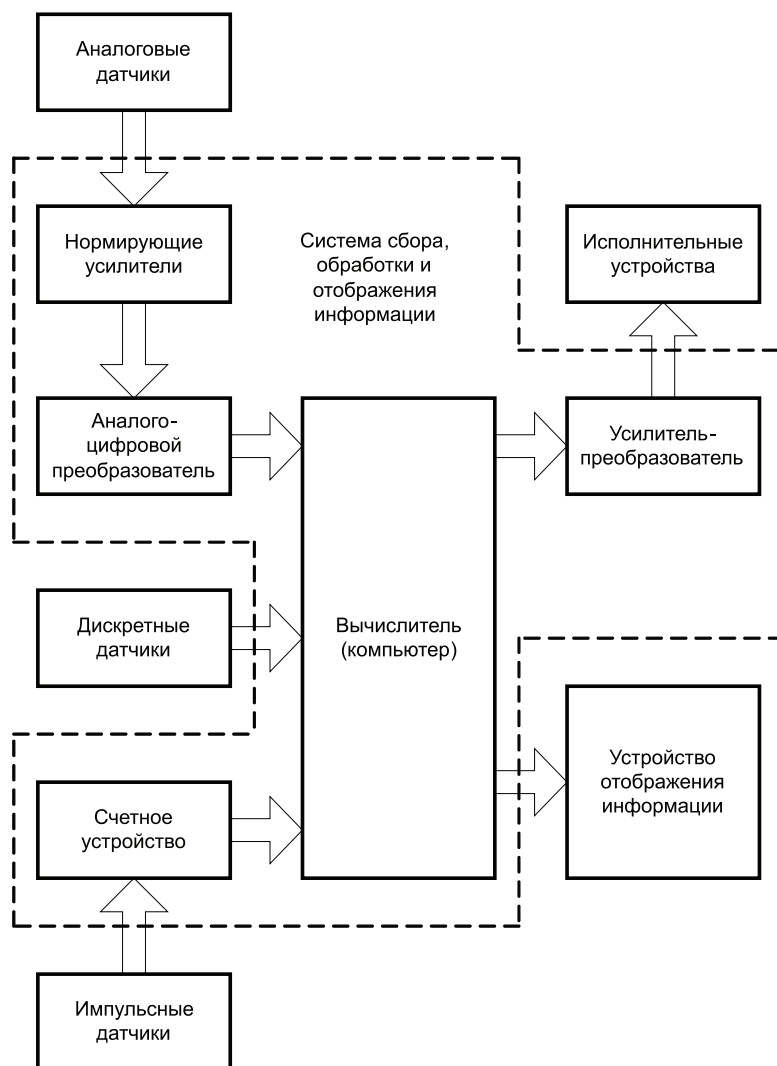 Аналоговые
датчики
Нормирующие
усилители
Система сбора,
обработки и
отображения
информации
Исполнительные
устройства
Аналого-
цифровой
преобразователь
Усилитель-
преобразователь
Дискретные
датчики
Вычислитель
(компьютер)
Устройство
отображения
информации
Счетное
устройство
Импульсные
датчики